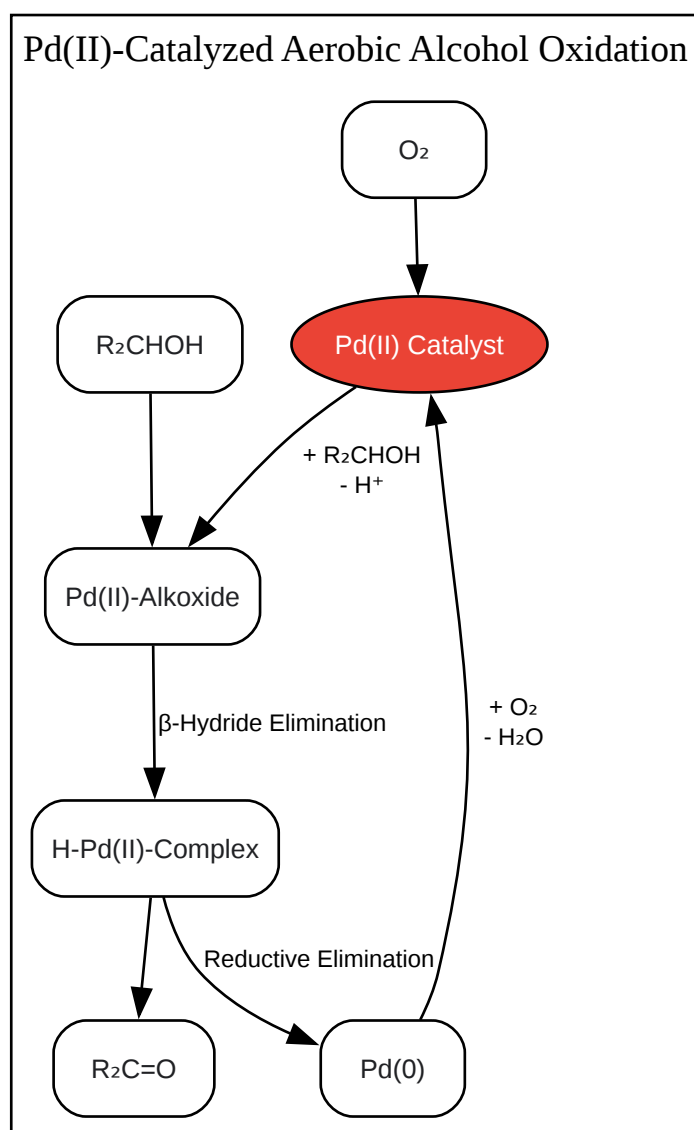 Pd(II)-Catalyzed Aerobic Alcohol Oxidation
O₂
R₂CHOH
Pd(II) Catalyst
+ R₂CHOH
- H⁺
Pd(II)-Alkoxide
β-Hydride Elimination
+ O₂
- H₂O
H-Pd(II)-Complex
Reductive Elimination
R₂C=O
Pd(0)